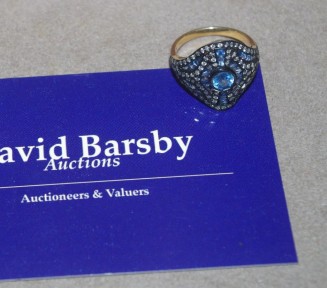 avid Barsby
Auctions
Auctioneers & Valuers